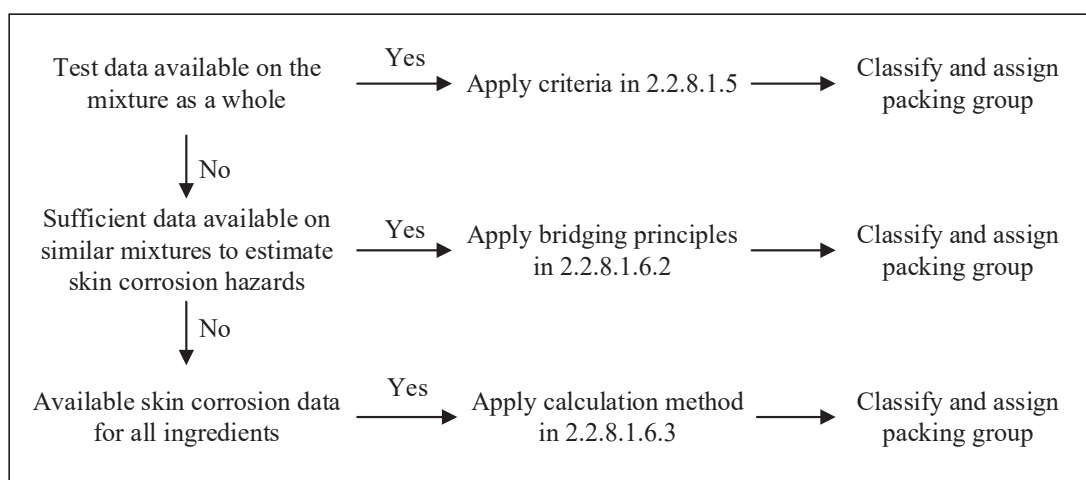 Test data available on the
mixture as a whole
Yes
Apply criteria in 2.2.8.1.5
Classify and assign
packing group
No
Sufficient data available on
similar mixtures to estimate
skin corrosion hazards
Yes
Apply bridging principles
in 2.2.8.1.6.2
Classify and assign
packing group
No
Available skin corrosion data
for all ingredients
Yes
Apply calculation method
in 2.2.8.1.6.3
Classify and assign
packing group